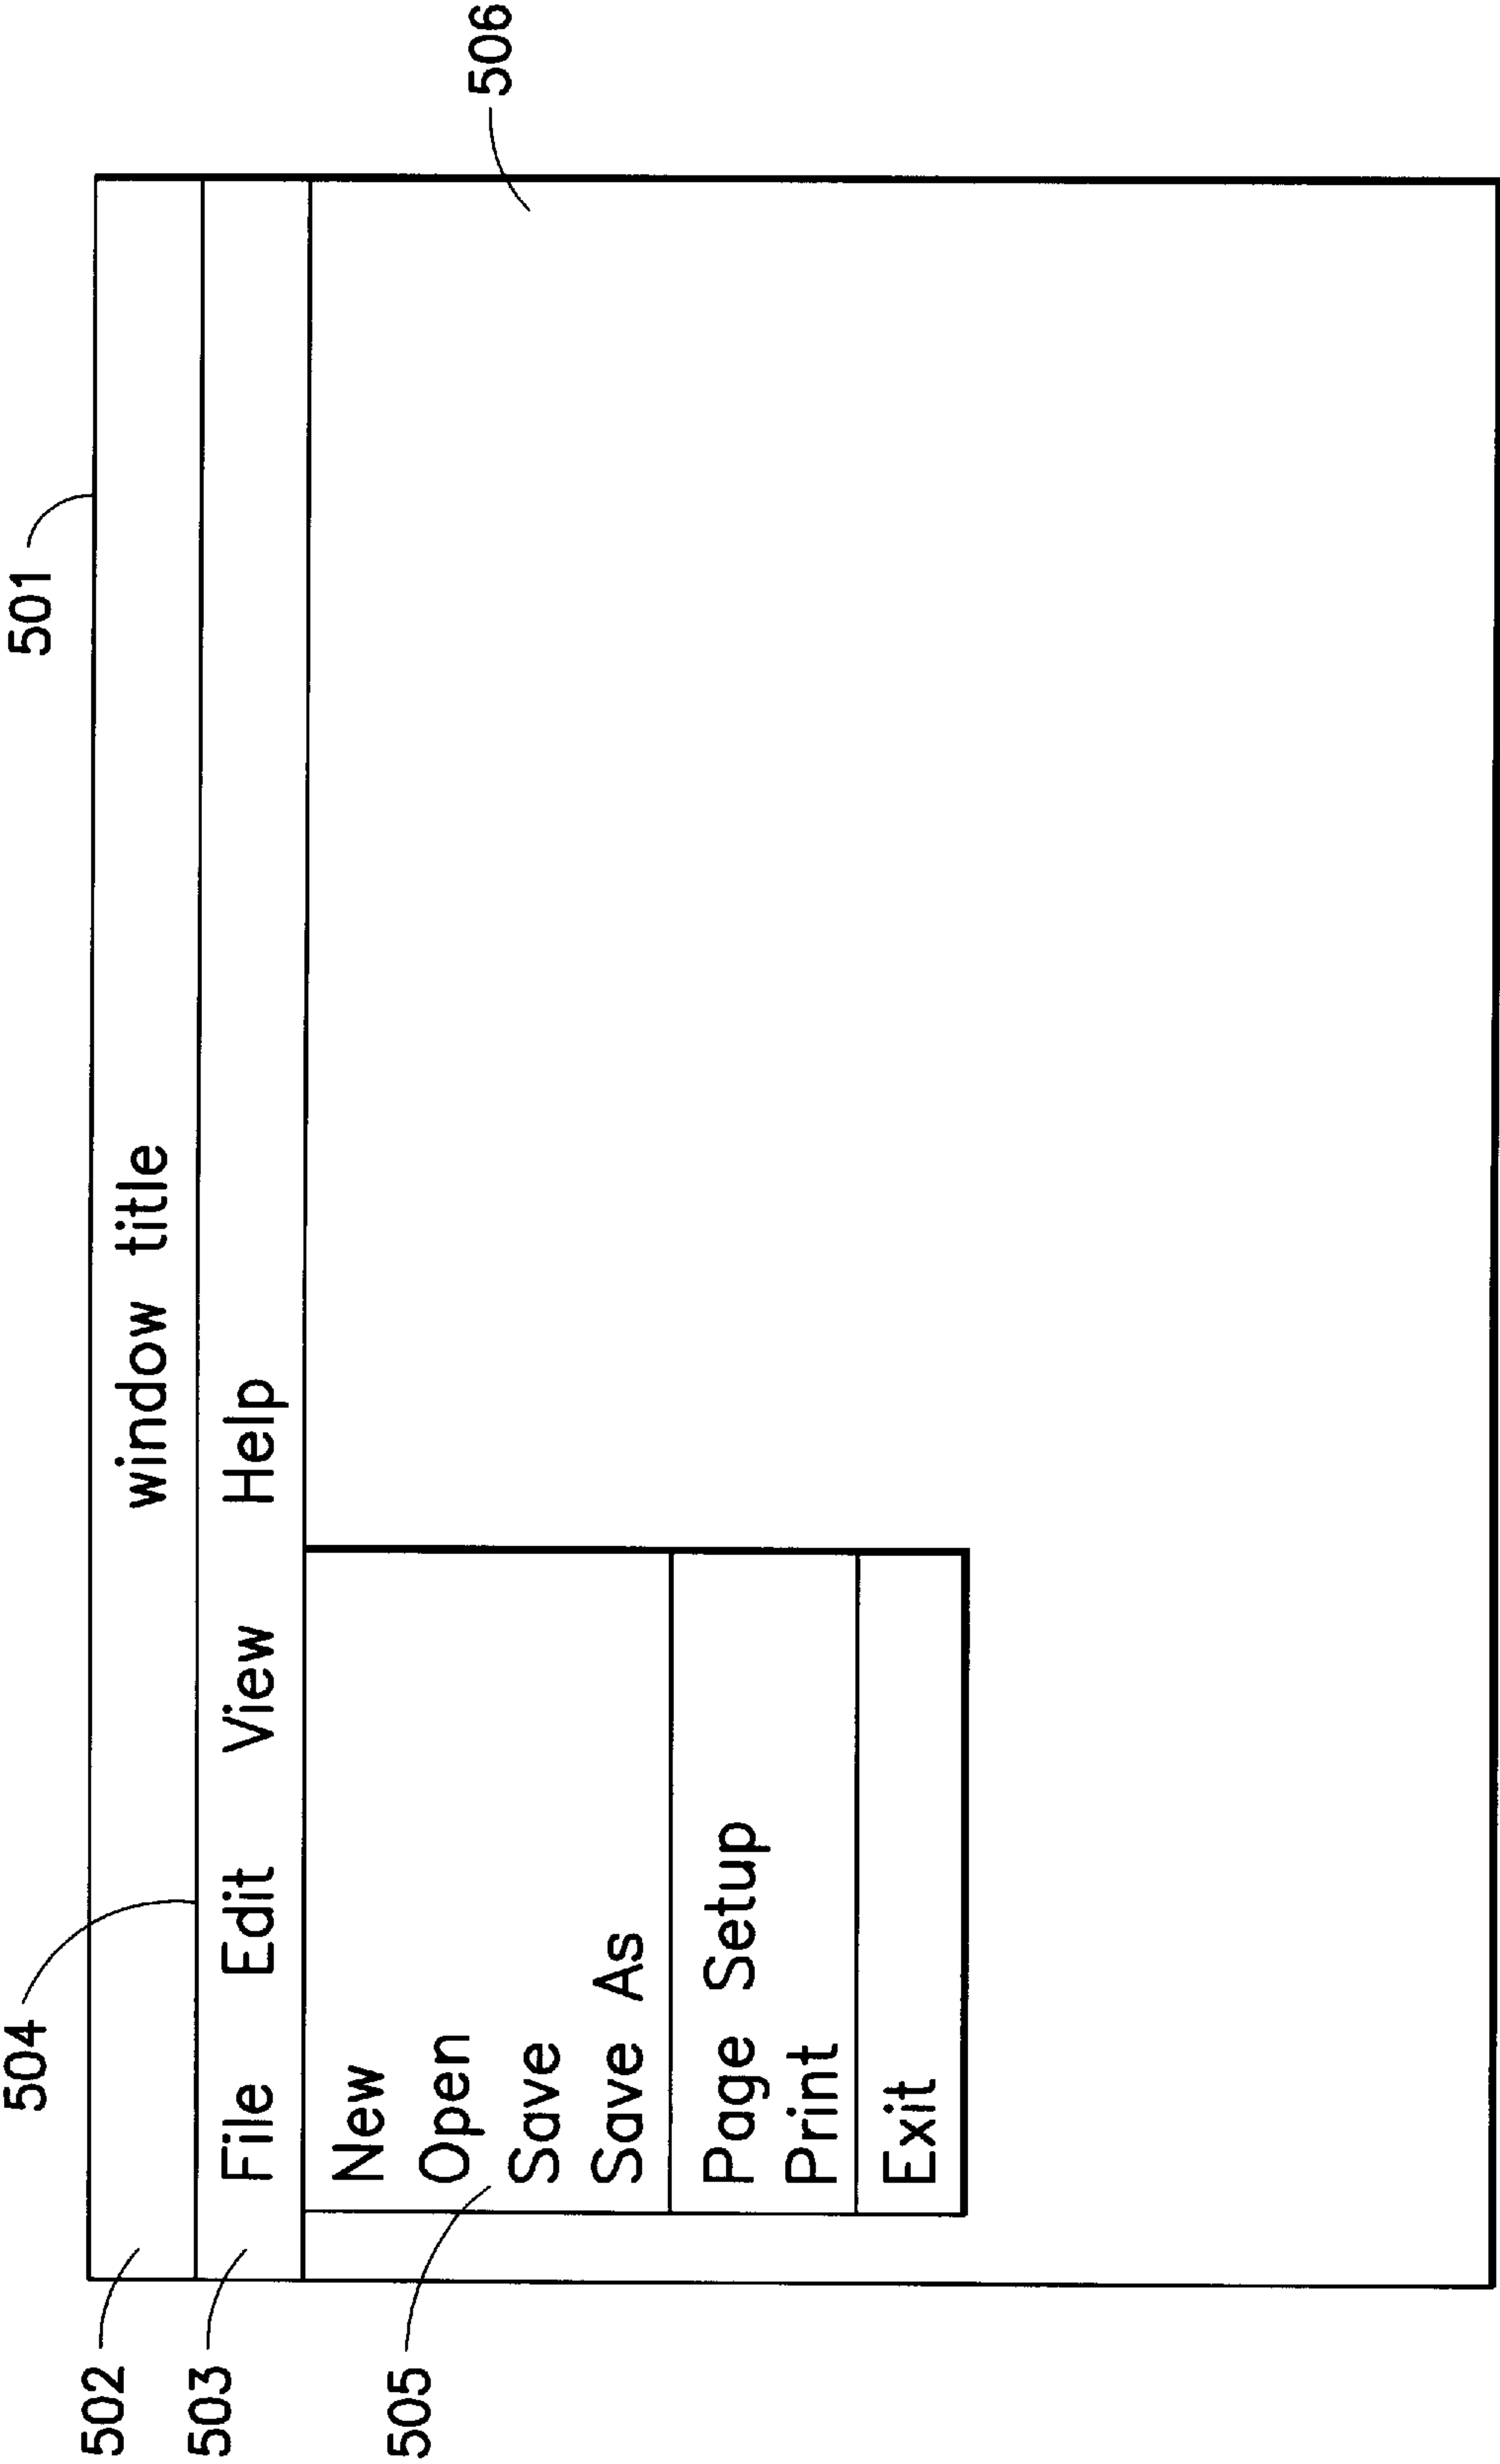 504
501
502
window title
503
File Edit View Help
506
New
505
Open
Save
Save As
Page Setup
Print
Exit